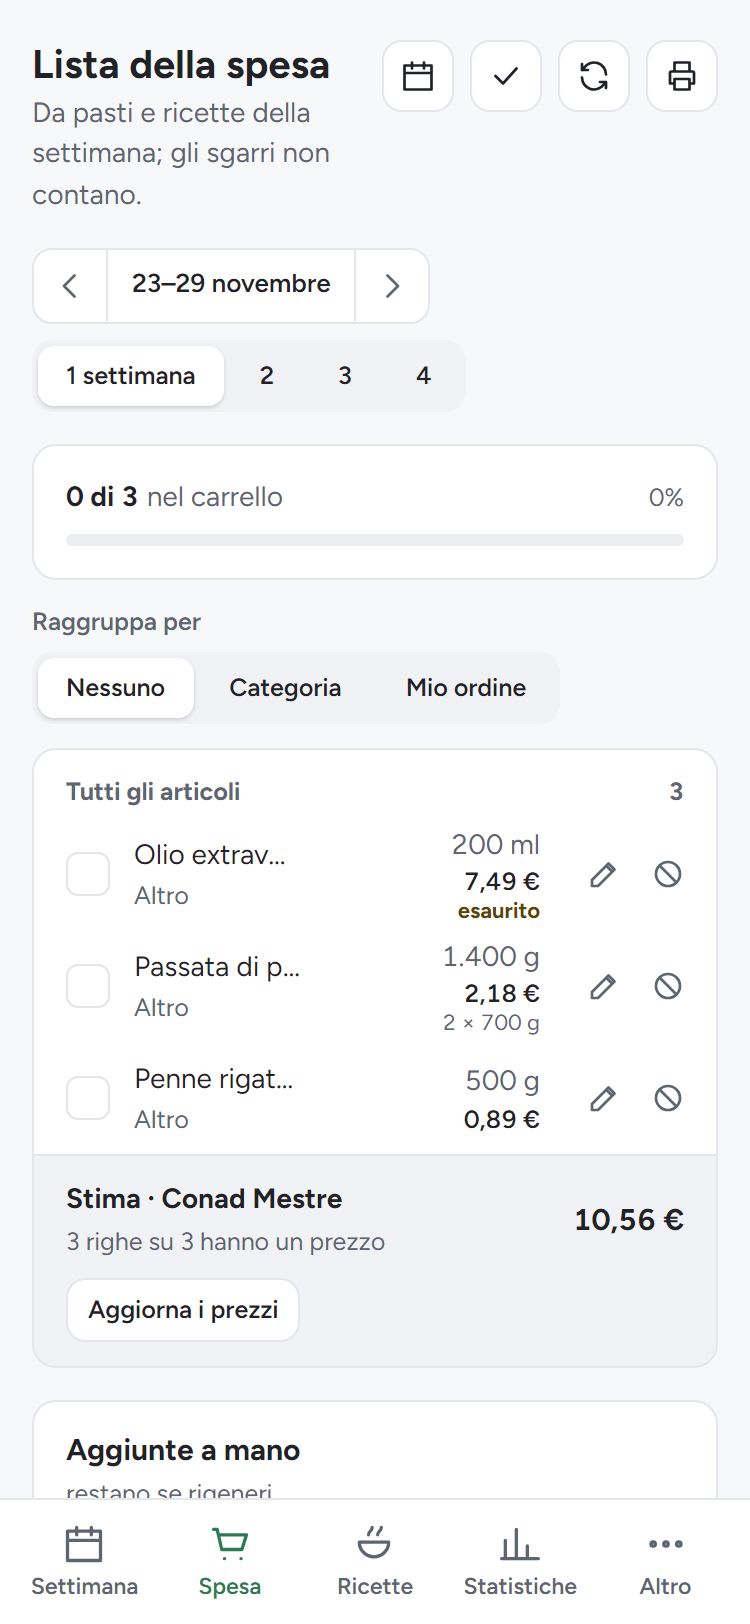 Lista della spesa
Da pasti e ricette della
settimana; gli sgarri non
contano.
23–29 novembre
1 settimana 2 3 4
0 di 3 nel carrello 0%
Raggruppa per
Nessuno Categoria Mio ordine
Tutti gli articoli 3
Olio extrav... 200 ml
Altro 7,49 €
esaurito
Passata di p... 1.400 g
Altro 2,18 €
2 × 700 g
Penne rigat... 500 g
Altro 0,89 €
Stima · Conad Mestre 10,56 €
3 righe su 3 hanno un prezzo
Aggiorna i prezzi
Aggiunte a mano
restano se rigeneri
Settimana Spesa Ricette Statistiche Altro